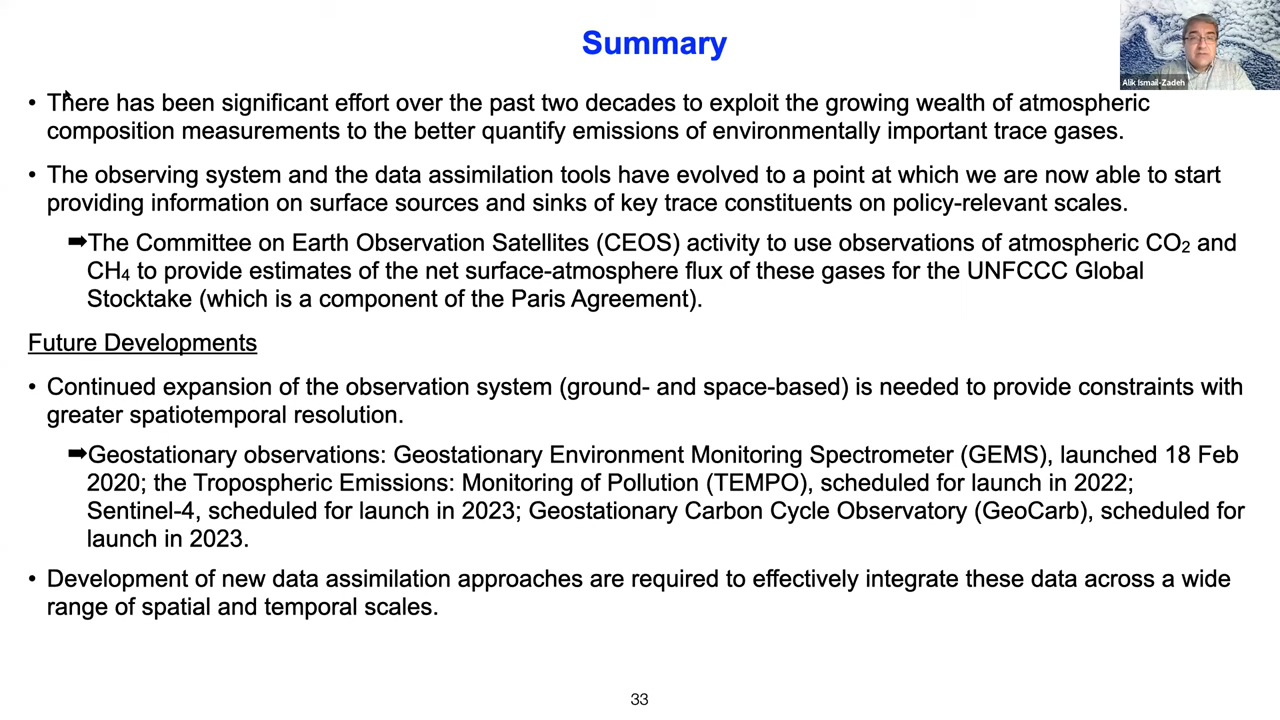 Summary
Alik Ismail-Zadeh
• There has been significant effort over the past two decades to exploit the growing wealth of atmospheric
composition measurements to the better quantify emissions of environmentally important trace gases.
• The observing system and the data assimilation tools have evolved to a point at which we are now able to start
providing information on surface sources and sinks of key trace constituents on policy-relevant scales.
➡The Committee on Earth Observation Satellites (CEOS) activity to use observations of atmospheric CO₂ and
CH₄ to provide estimates of the net surface-atmosphere flux of these gases for the UNFCCC Global
Stocktake (which is a component of the Paris Agreement).
Future Developments
• Continued expansion of the observation system (ground- and space-based) is needed to provide constraints with
greater spatiotemporal resolution.
➡Geostationary observations: Geostationary Environment Monitoring Spectrometer (GEMS), launched 18 Feb
2020; the Tropospheric Emissions: Monitoring of Pollution (TEMPO), scheduled for launch in 2022;
Sentinel-4, scheduled for launch in 2023; Geostationary Carbon Cycle Observatory (GeoCarb), scheduled for
launch in 2023.
• Development of new data assimilation approaches are required to effectively integrate these data across a wide
range of spatial and temporal scales.
33